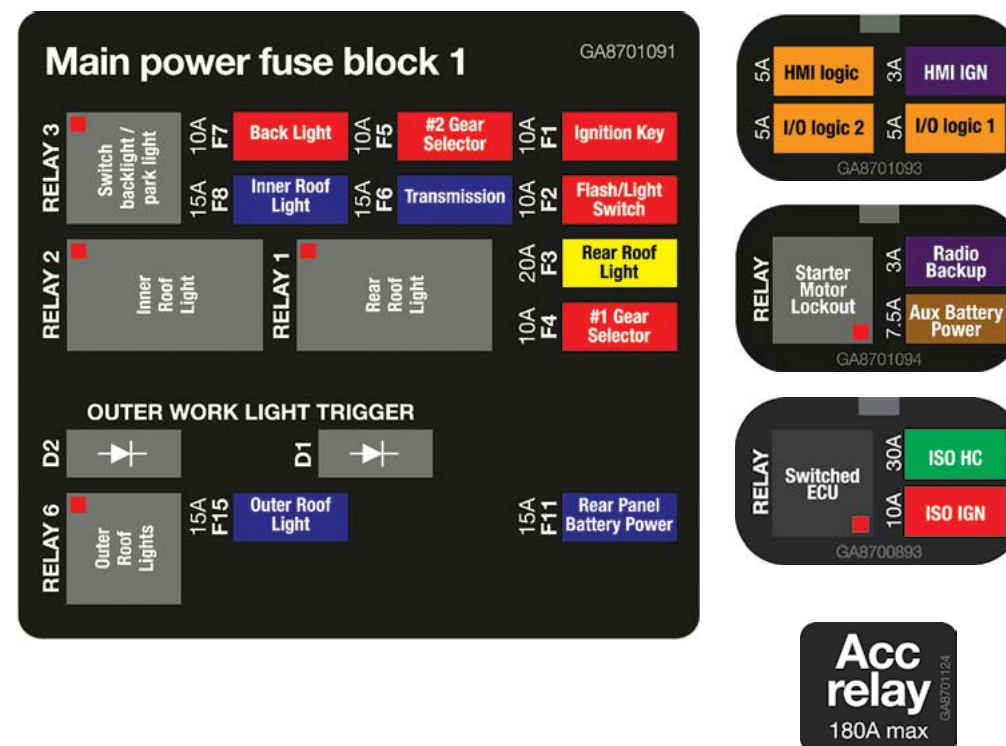 Main power fuse block 1
GA8701091
RELAY 3
Switch
backlight /
park light
10A
F7
Back Light
10A
F5
#2 Gear
Selector
10A
F1
Ignition Key
15A
F8
Inner Roof
Light
15A
F6
Transmission
10A
F2
Flash/Light
Switch
RELAY 2
Inner
Roof
Light
RELAY 1
Rear
Roof
Light
20A
F3
Rear Roof
Light
10A
F4
#1 Gear
Selector
OUTER WORK LIGHT TRIGGER
D2
D1
RELAY 6
Outer
Roof
Lights
15A
F15
Outer Roof
Light
15A
F11
Rear Panel
Battery Power
5A
HMI logic
3A
HMI IGN
5A
I/O logic 2
5A
I/O logic 1
GA8701093
RELAY
Starter
Motor
Lockout
3A
Radio
Backup
7.5A
Aux Battery
Power
GA8701094
RELAY
Switched
ECU
30A
ISO HC
10A
ISO IGN
GA8700893
Acc
relay
180A max
GA8701124